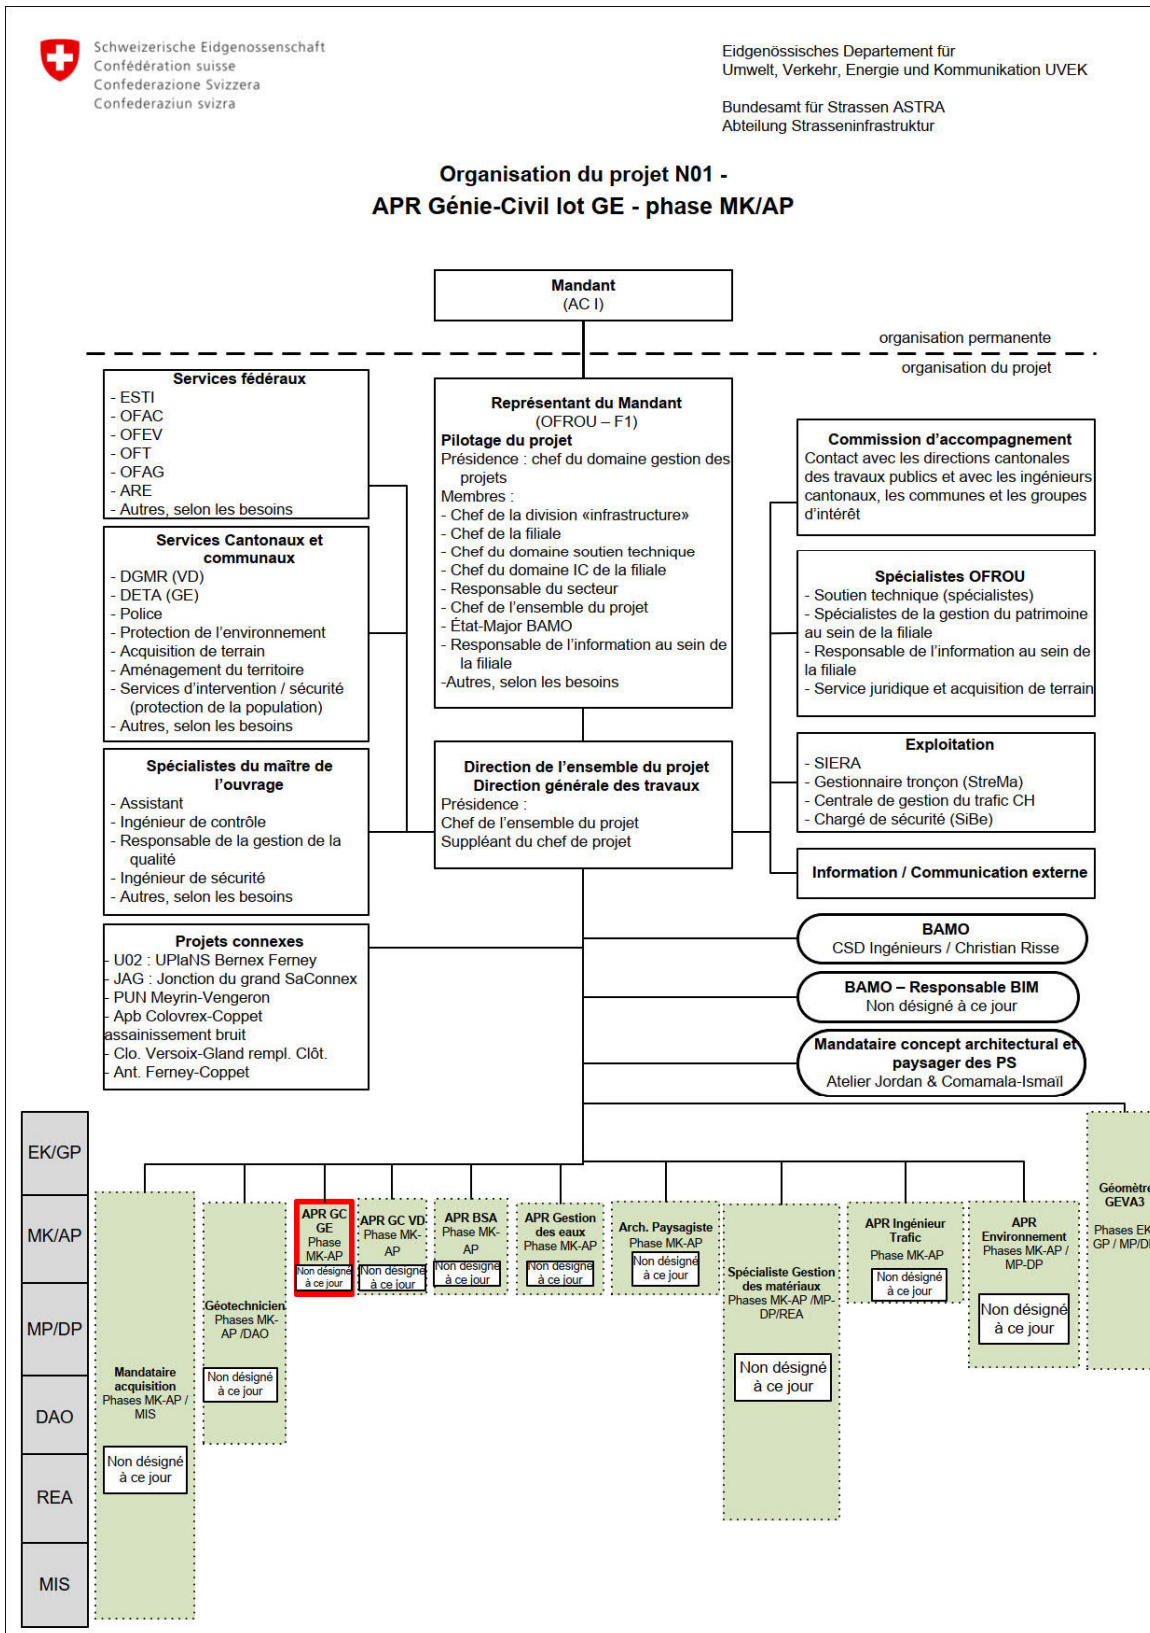 Schweizerische Eidgenossenschaft
Confédération suisse
Confederazione Svizzera
Confederaziun svizra
Eidgenössisches Departement für
Umwelt, Verkehr, Energie und Kommunikation UVEK
Bundesamt für Strassen ASTRA
Abteilung Strasseninfrastruktur
Organisation du projet N01 -
APR Génie-Civil lot GE - phase MK/AP
Mandant
(AC I)
organisation permanente
organisation du projet
Services fédéraux
- ESTI
- OFAC
- OFEV
- OFT
- OFAG
- ARE
- Autres, selon les besoins
Services Cantonaux et
communaux
- DGMR (VD)
- DETA (GE)
- Police
- Protection de l'environnement
- Acquisition de terrain
- Aménagement du territoire
- Services d'intervention / sécurité
(protection de la population)
- Autres, selon les besoins
Spécialistes du maître de
l'ouvrage
- Assistant
- Ingénieur de contrôle
- Responsable de la gestion de la
qualité
- Ingénieur de sécurité
- Autres, selon les besoins
Projets connexes
- U02 : UPlaNS Bernex Ferney
- JAG : Jonction du grand SaConnex
- PUN Meyrin-Vengeron
- Apb Colovrex-Coppet
assainissement bruit
- Clo. Versoix-Gland rempl. Clôt.
- Ant. Ferney-Coppet
Représentant du Mandant
(OFROU – F1)
Pilotage du projet
Présidence : chef du domaine gestion des
projets
Membres :
- Chef de la division «infrastructure»
- Chef de la filiale
- Chef du domaine soutien technique
- Chef du domaine IC de la filiale
- Responsable du secteur
- Chef de l'ensemble du projet
- État-Major BAMO
- Responsable de l'information au sein de
la filiale
-Autres, selon les besoins
Direction de l'ensemble du projet
Direction générale des travaux
Présidence :
Chef de l'ensemble du projet
Suppléant du chef de projet
Commission d'accompagnement
Contact avec les directions cantonales
des travaux publics et avec les ingénieurs
cantonaux, les communes et les groupes
d'intérêt
Spécialistes OFROU
- Soutien technique (spécialistes)
- Spécialistes de la gestion du patrimoine
au sein de la filiale
- Responsable de l'information au sein de
la filiale
- Service juridique et acquisition de terrain
Exploitation
- SIERA
- Gestionnaire tronçon (StreMa)
- Centrale de gestion du trafic CH
- Chargé de sécurité (SiBe)
Information / Communication externe
BAMO
CSD Ingénieurs / Christian Risse
BAMO – Responsable BIM
Non désigné à ce jour
Mandataire concept architectural et
paysager des PS
Atelier Jordan & Comamala-Ismaïl
EK/GP
MK/AP
MP/DP
DAO
REA
MIS
Mandataire
acquisition
Phases MK-AP /
MIS
Non désigné
à ce jour
Géotechnicien
Phases MK-
AP /DAO
Non désigné
à ce jour
APR GC
GE
Phase
MK-AP
Non désigné
à ce jour
APR GC VD
Phase MK-
AP
Non désigné
à ce jour
APR BSA
Phase MK-
AP
Non désigné
à ce jour
APR Gestion
des eaux
Phase MK-AP
Non désigné
à ce jour
Arch. Paysagiste
Phase MK-AP
Non désigné
à ce jour
Spécialiste Gestion
des matériaux
Phases MK-AP /MP-
DP/REA
Non désigné
à ce jour
APR Ingénieur
Trafic
Phase MK-AP
Non désigné
à ce jour
APR
Environnement
Phases MK-AP /
MP-DP
Non désigné
à ce jour
Géomètre
GEVA3
Phases EK-
GP / MP/DP